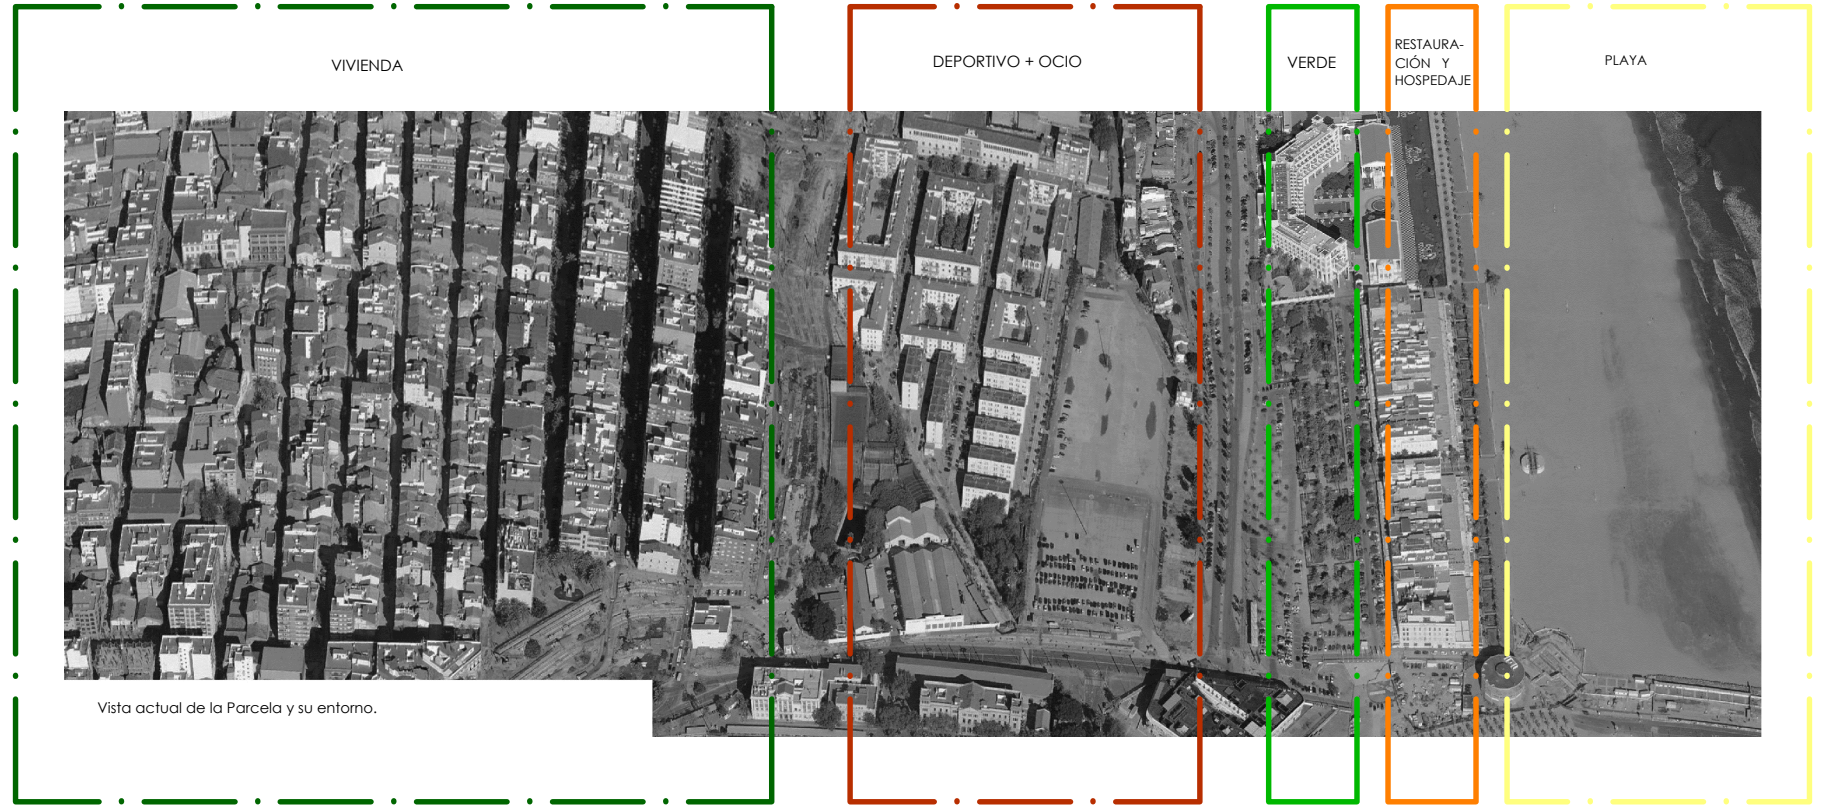 VIVIENDA
DEPORTIVO + OCIO
VERDE
RESTAURA-
CIÓN Y
HOSPEDAJE
PLAYA
Vista actual de la Parcela y su entorno.